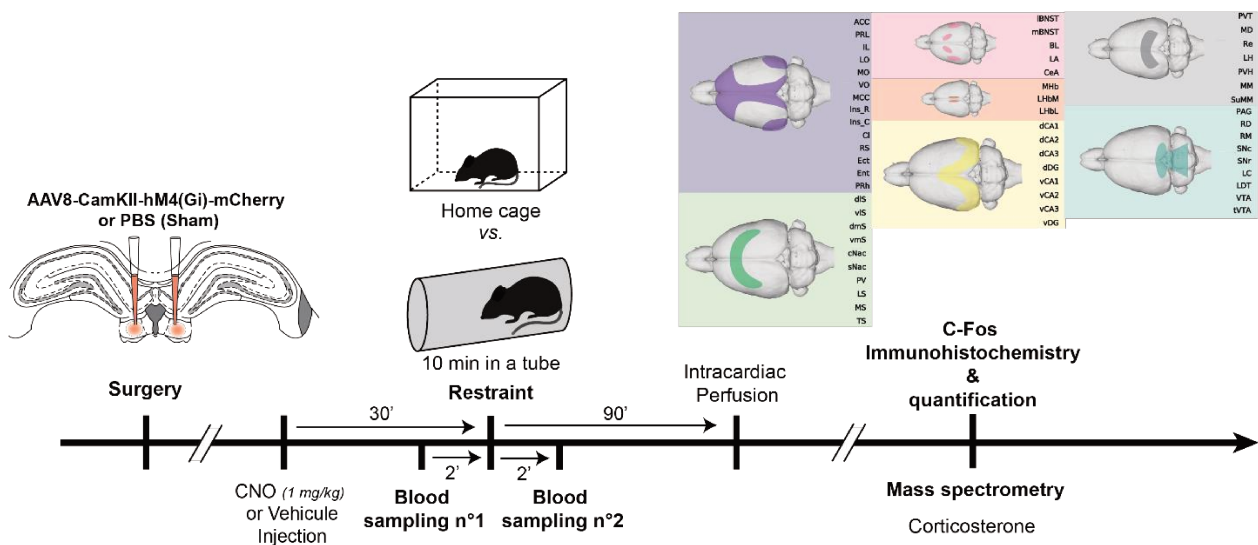 AAV8-CamKII-hM4(Gi)-mCherry
or PBS (Sham)
Home cage
vs.
10 min in a tube
ACC
PRL
IL
LO
MO
VO
MCC
Ins_R
Ins_C
Cl
RS
Ect
Ent
PRh
dlS
vlS
dmS
vmS
cNac
sNac
PV
LS
MS
TS
lBNST
mBNST
BL
LA
CeA
MHb
LHbM
LHbL
dCA1
dCA2
dCA3
dDG
vCA1
vCA2
vCA3
vDG
PVT
MD
Re
LH
PVH
MM
SuMM
PAG
RD
RM
SNc
SNr
LC
LDT
VTA
tVTA
Surgery
Restraint
Intracardiac
Perfusion
C-Fos
Immunohistochemistry
&
quantification
30’
90’
2’
2’
CNO (1 mg/kg)
or Vehicule
Injection
Blood
sampling n°1
Blood
sampling n°2
Mass spectrometry
Corticosterone